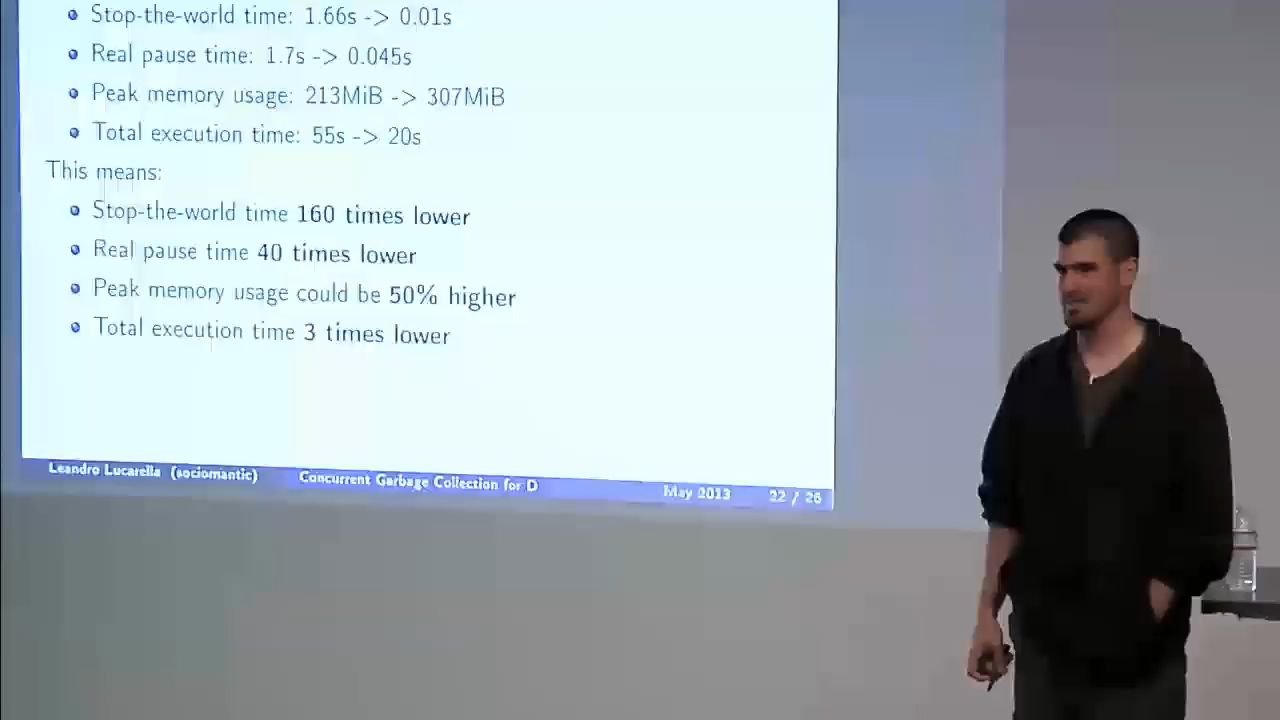 Stop-the-world time: 1.66s -> 0.01s
Real pause time: 1.7s -> 0.045s
Peak memory usage: 213MiB -> 307MiB
Total execution time: 55s -> 20s
This means:
Stop-the-world time 160 times lower
Real pause time 40 times lower
Peak memory usage could be 50% higher
Total execution time 3 times lower
Leandro Lucarella (sociomantic) Concurrent Garbage Collection for D May 2013 22 / 26